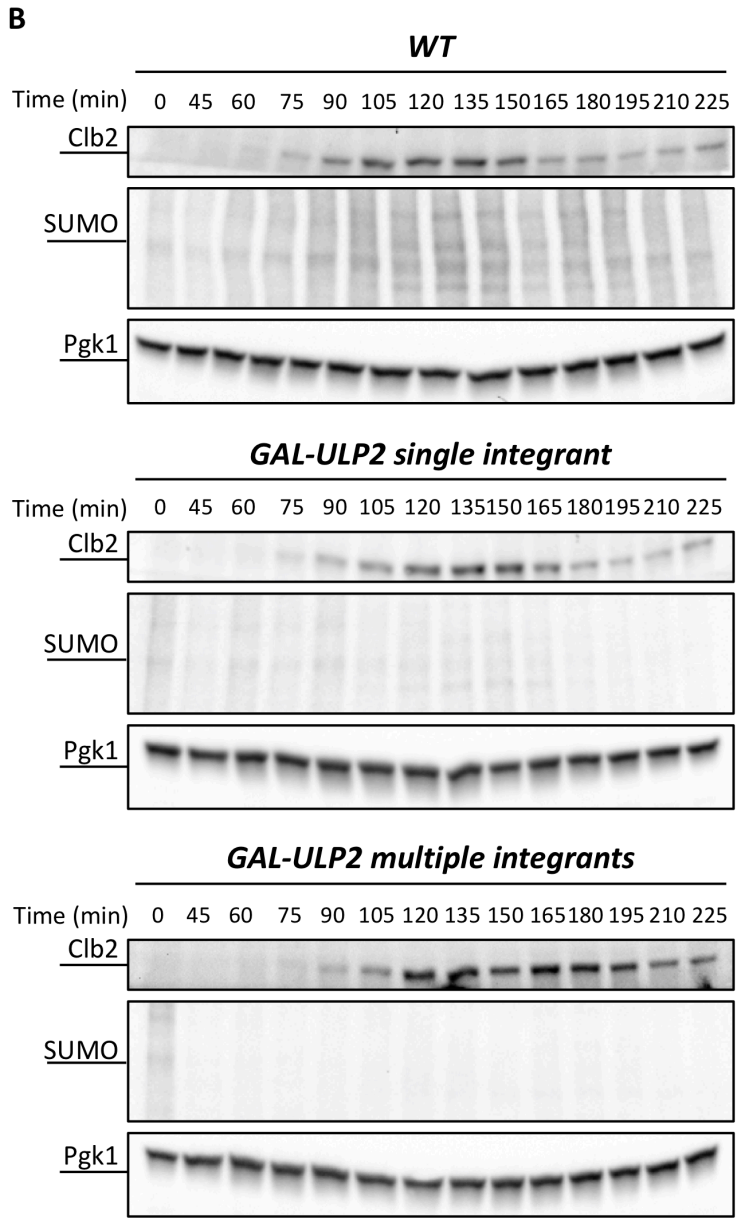 B
WT
Time (min) 0 45 60 75 90 105 120 135 150 165 180 195 210 225
Clb2
SUMO
Pgk1
GAL-ULP2 single integrant
Time (min) 0 45 60 75 90 105 120 135 150 165 180 195 210 225
Clb2
SUMO
Pgk1
GAL-ULP2 multiple integrants
Time (min) 0 45 60 75 90 105 120 135 150 165 180 195 210 225
Clb2
SUMO
Pgk1